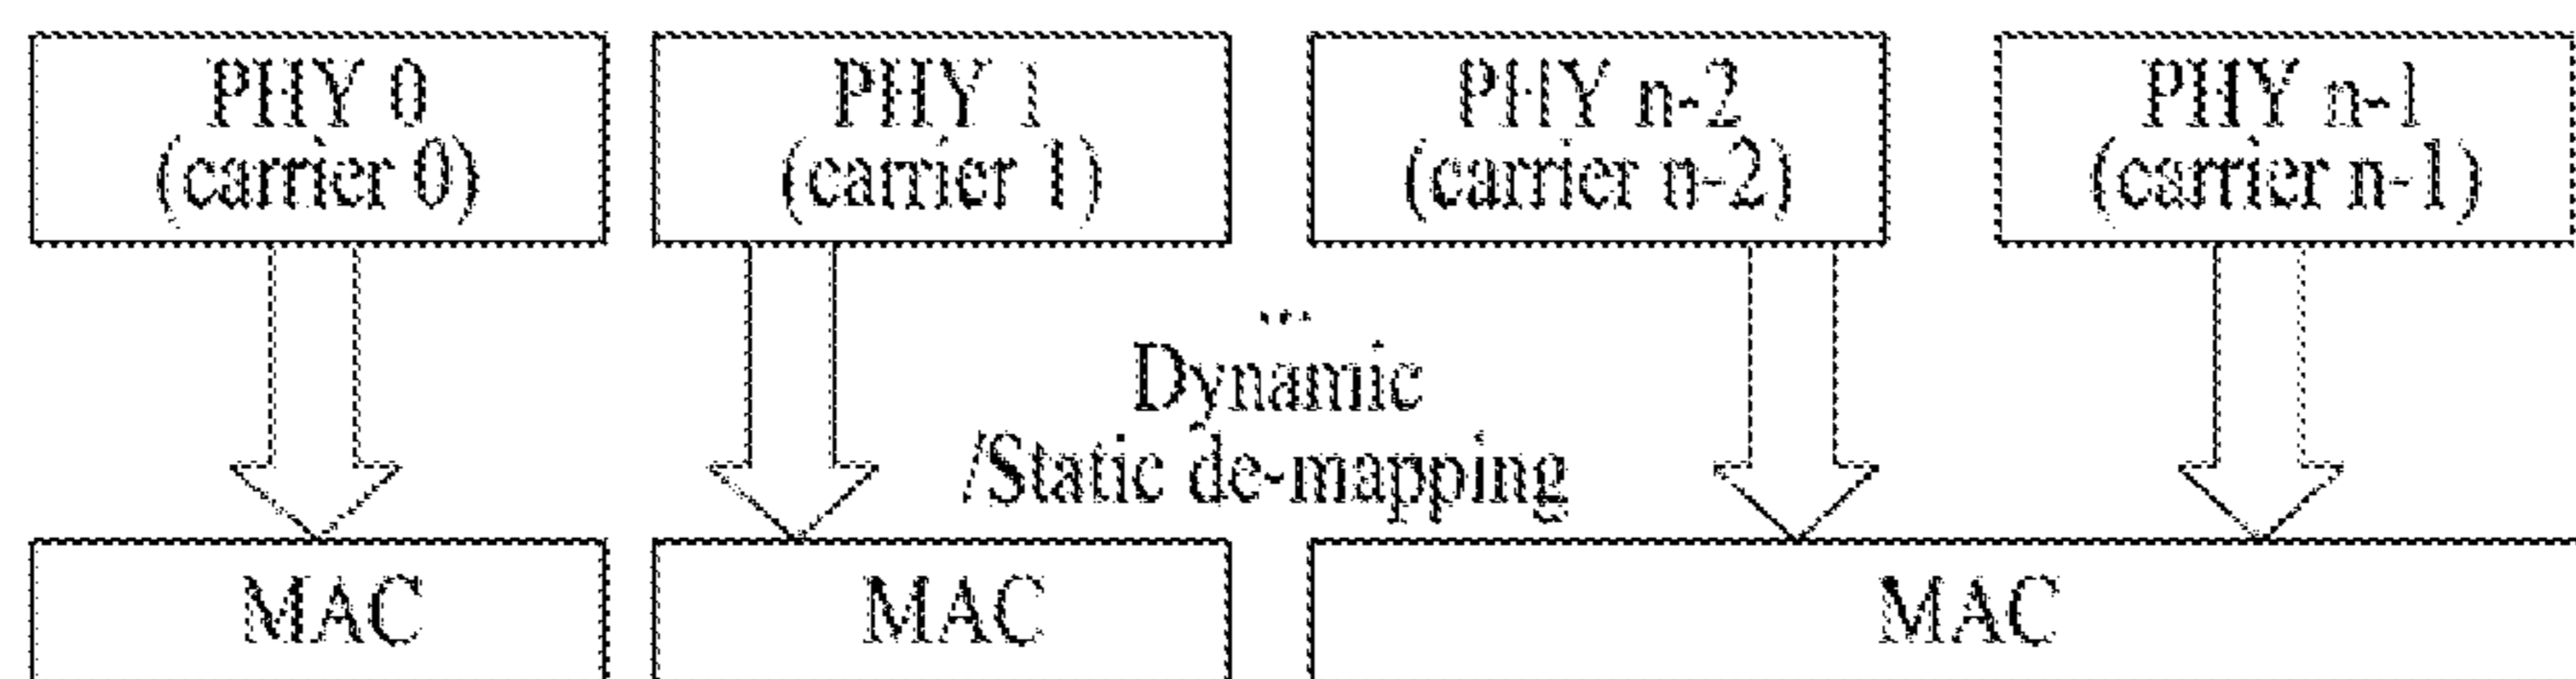 PHY 0
(carrier 0)
PHY 1
(carrier 1)
PHY n-2
(carrier n-2)
PHY n-1
(carrier n-1)
...
Dynamic
/Static de-mapping
MAC
MAC
MAC